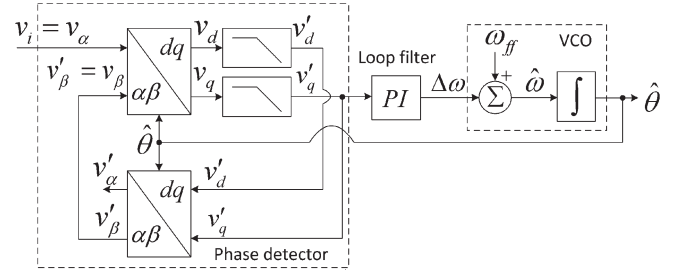 v_i = v_α
v'_β = v_β
dq
αβ
v_d
v'_d
v_q
v'_q
Loop filter
PI
Δω
ω_ff
VCO
+
Σ
ω̂
∫
θ̂
θ̂
v'_α
v'_β
dq
αβ
v'_d
v'_q
Phase detector